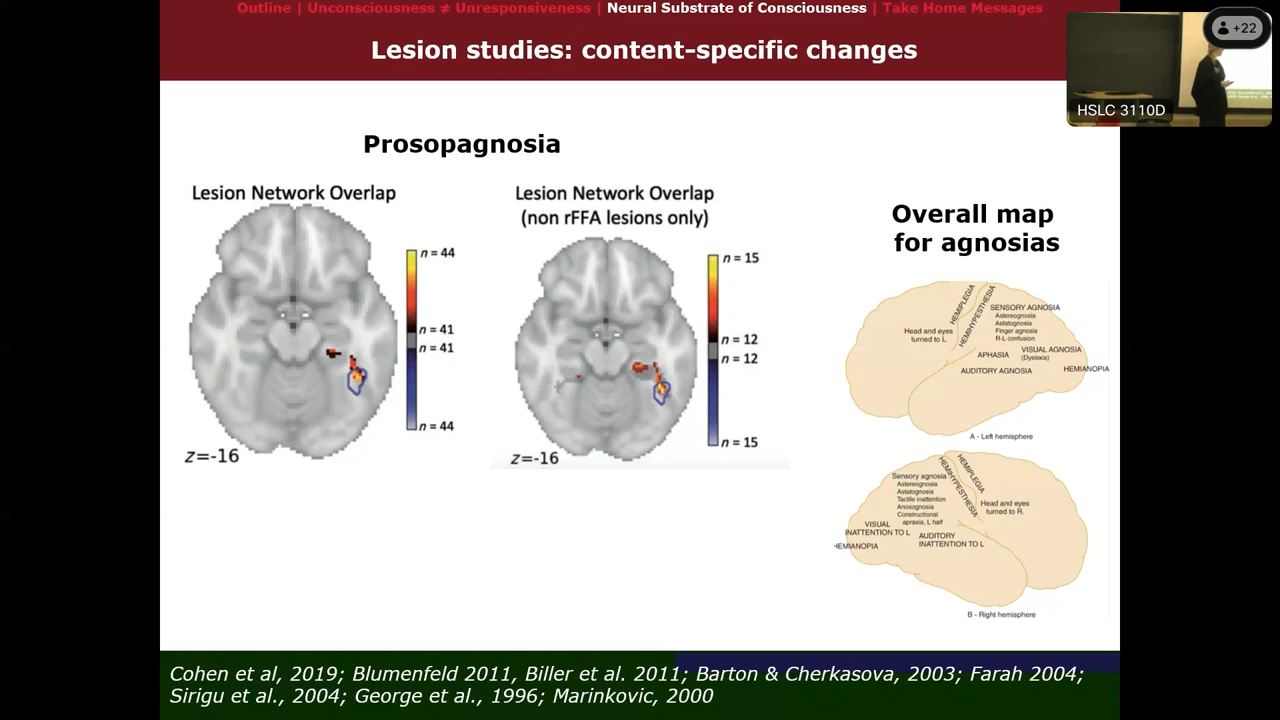 Outline | Unconsciousness ≠ Unresponsiveness | Neural Substrate of Consciousness | Take Home Messages
Lesion studies: content-specific changes
+22
HSLC 3110D
Prosopagnosia
Lesion Network Overlap
n = 44
n = 41
n = 41
n = 44
z=-16
Lesion Network Overlap
(non rFFA lesions only)
n = 15
n = 12
n = 12
n = 15
z=-16
Overall map
for agnosias
HEMIPLEGIA
HEMIHYPESTHESIA
SENSORY AGNOSIA
Astereognosia
Astatognosia
Finger agnosia
R-L confusion
Head and eyes
turned to L
APHASIA
VISUAL AGNOSIA
(Dyslexia)
AUDITORY AGNOSIA
HEMIANOPIA
A - Left hemisphere
HEMIPLEGIA
HEMIHYPESTHESIA
Sensory agnosia
Astereognosia
Astatognosia
Tactile inattention
Anosognosia
Constructional
apraxia, L half
Head and eyes
turned to R.
VISUAL
INATTENTION TO L
AUDITORY
INATTENTION TO L
HEMIANOPIA
B - Right hemisphere
Cohen et al, 2019; Blumenfeld 2011, Biller et al. 2011; Barton & Cherkasova, 2003; Farah 2004;
Sirigu et al., 2004; George et al., 1996; Marinkovic, 2000